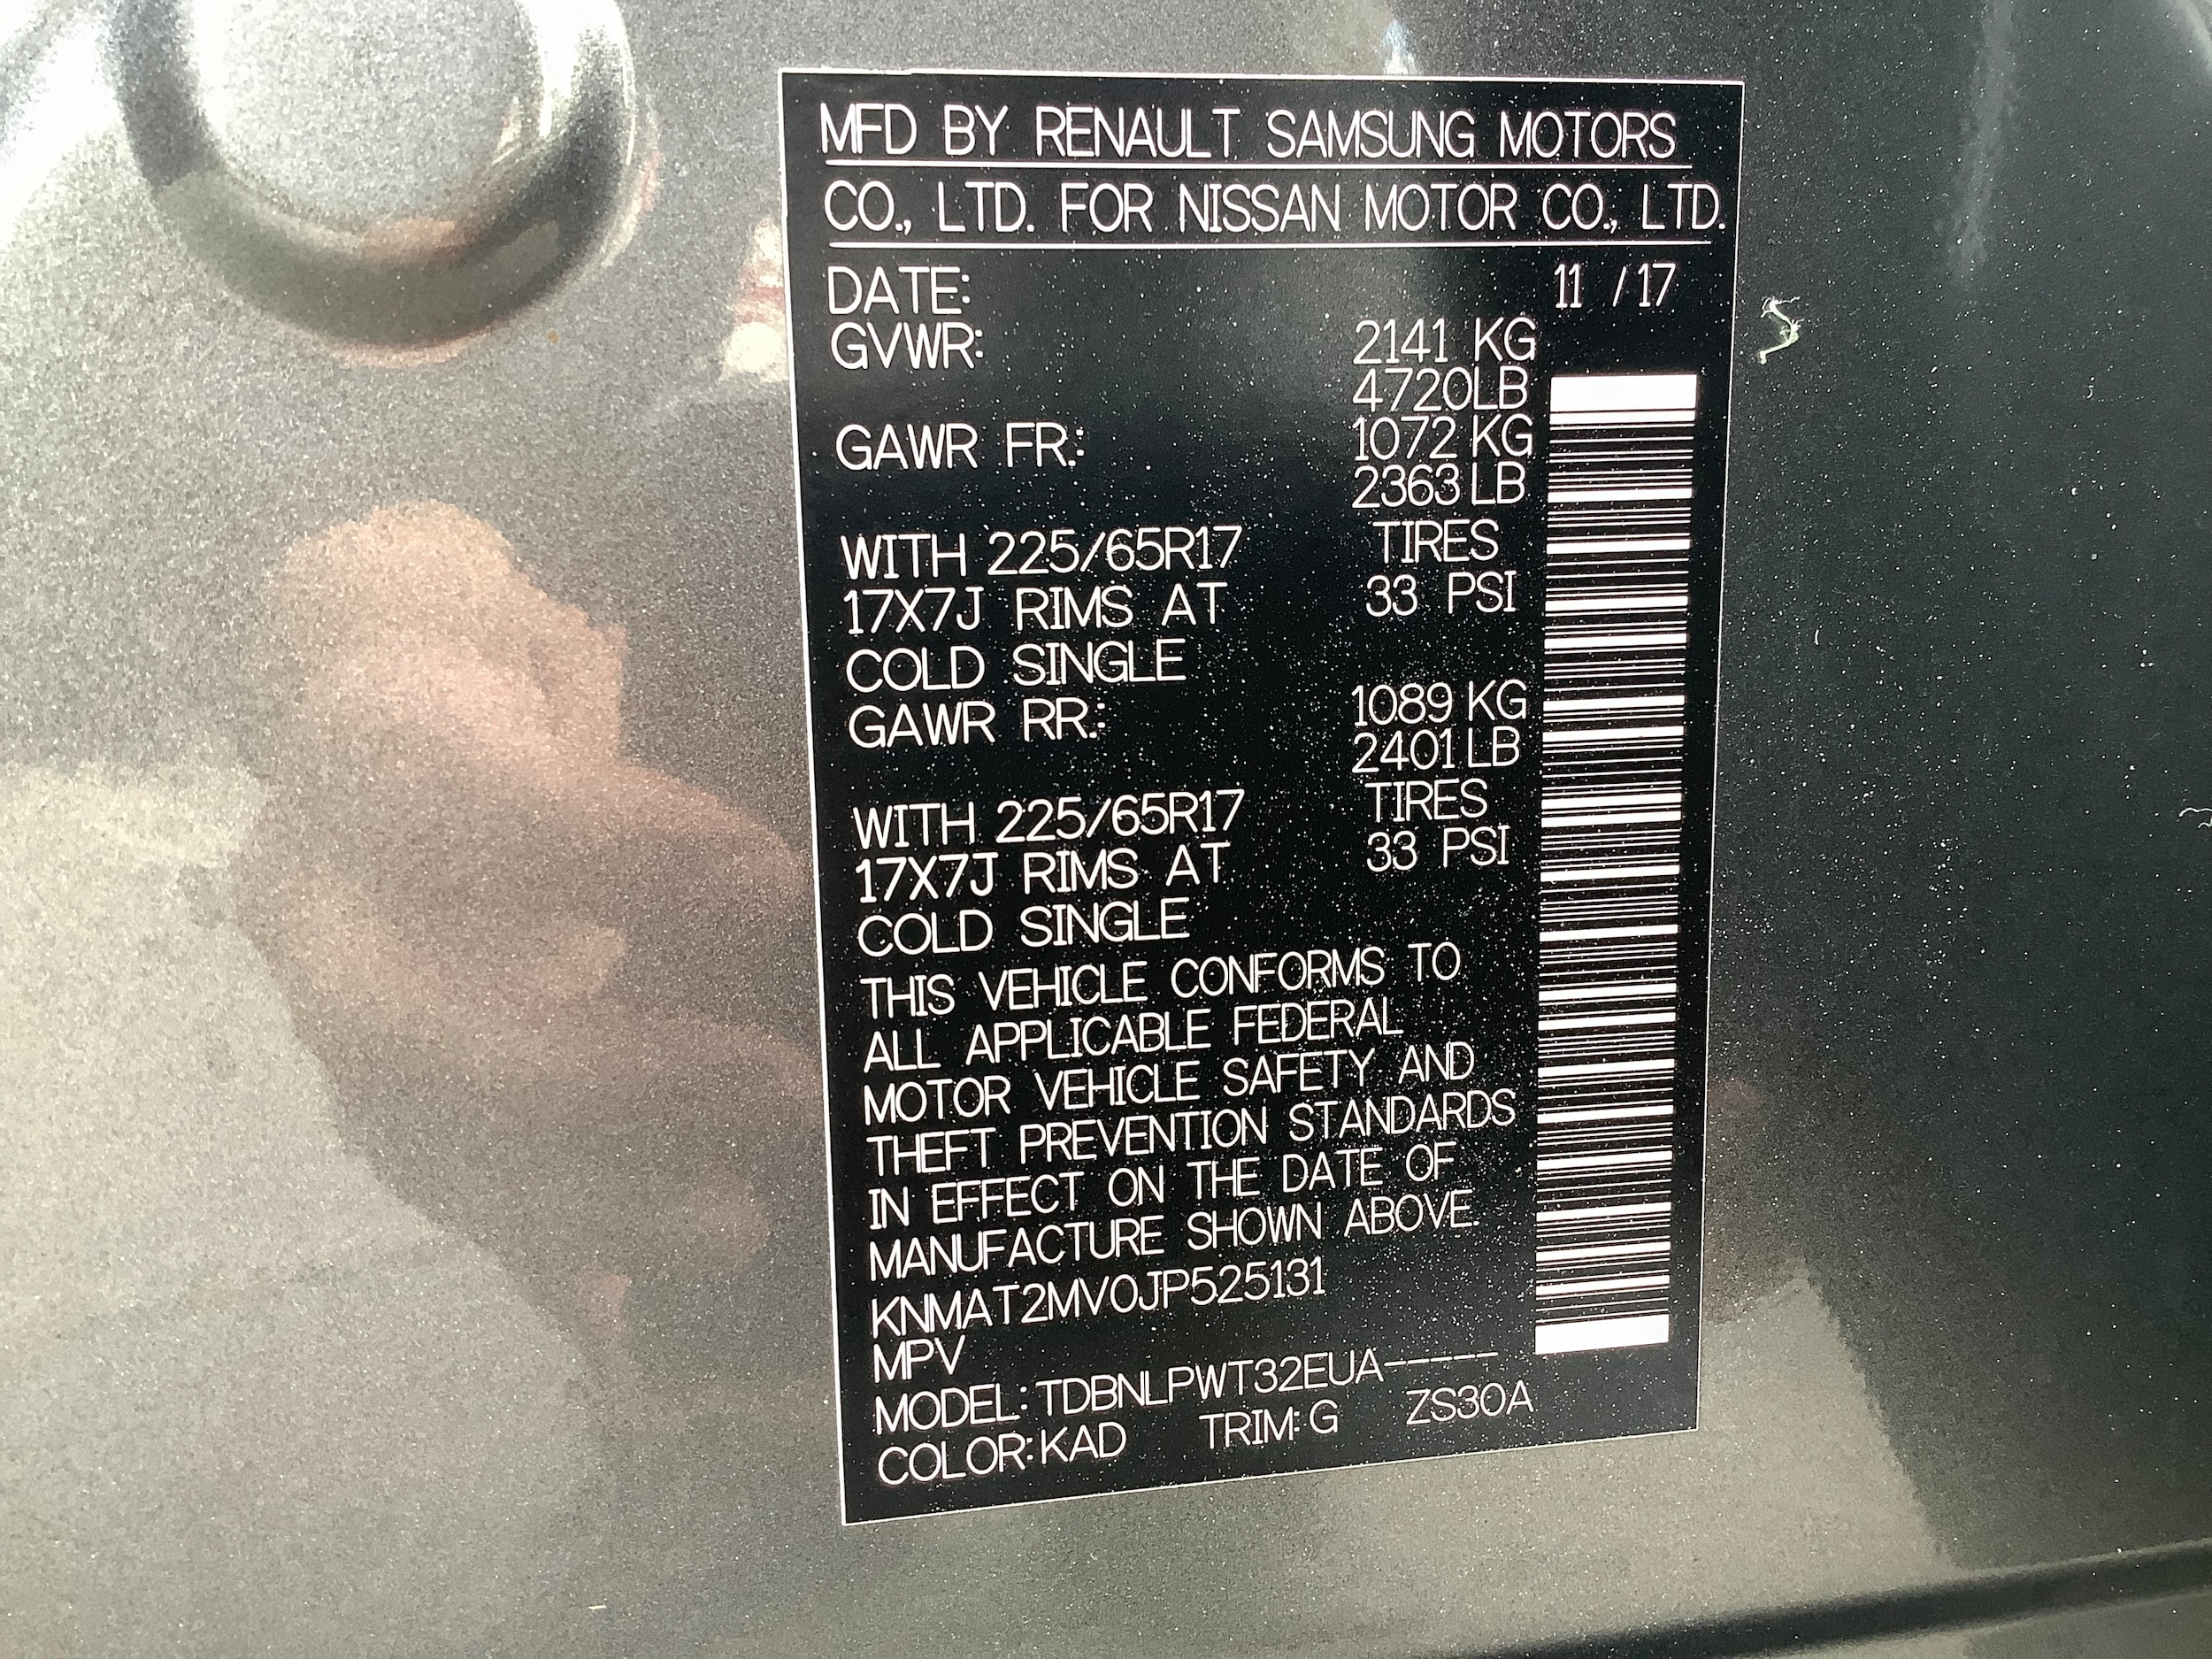 MFD BY RENAULT SAMSUNG MOTORS
CO., LTD. FOR NISSAN MOTOR CO., LTD.
DATE: 11 /17
GVWR: 2141 KG
4720LB
GAWR FR.: 1072 KG
2363 LB
WITH 225/65R17 TIRES
17X7J RIMS AT 33 PSI
COLD SINGLE
GAWR RR.: 1089 KG
2401 LB
WITH 225/65R17 TIRES
17X7J RIMS AT 33 PSI
COLD SINGLE
THIS VEHICLE CONFORMS TO
ALL APPLICABLE FEDERAL
MOTOR VEHICLE SAFETY AND
THEFT PREVENTION STANDARDS
IN EFFECT ON THE DATE OF
MANUFACTURE SHOWN ABOVE.
KNMAT2MV0JP525131
MPV
MODEL: TDBNLPWT32EUA-----
COLOR: KAD TRIM: G ZS30A